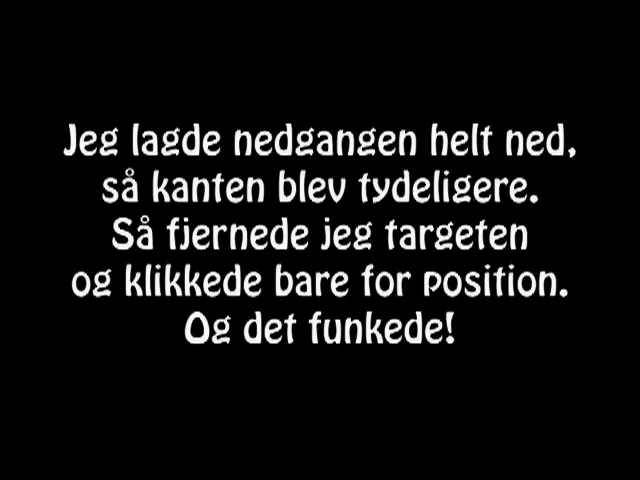 Jeg lagde nedgangen helt ned,
så kanten blev tydeligere.
Så fjernede jeg targeten
og klikkede bare for position.
Og det funkede!